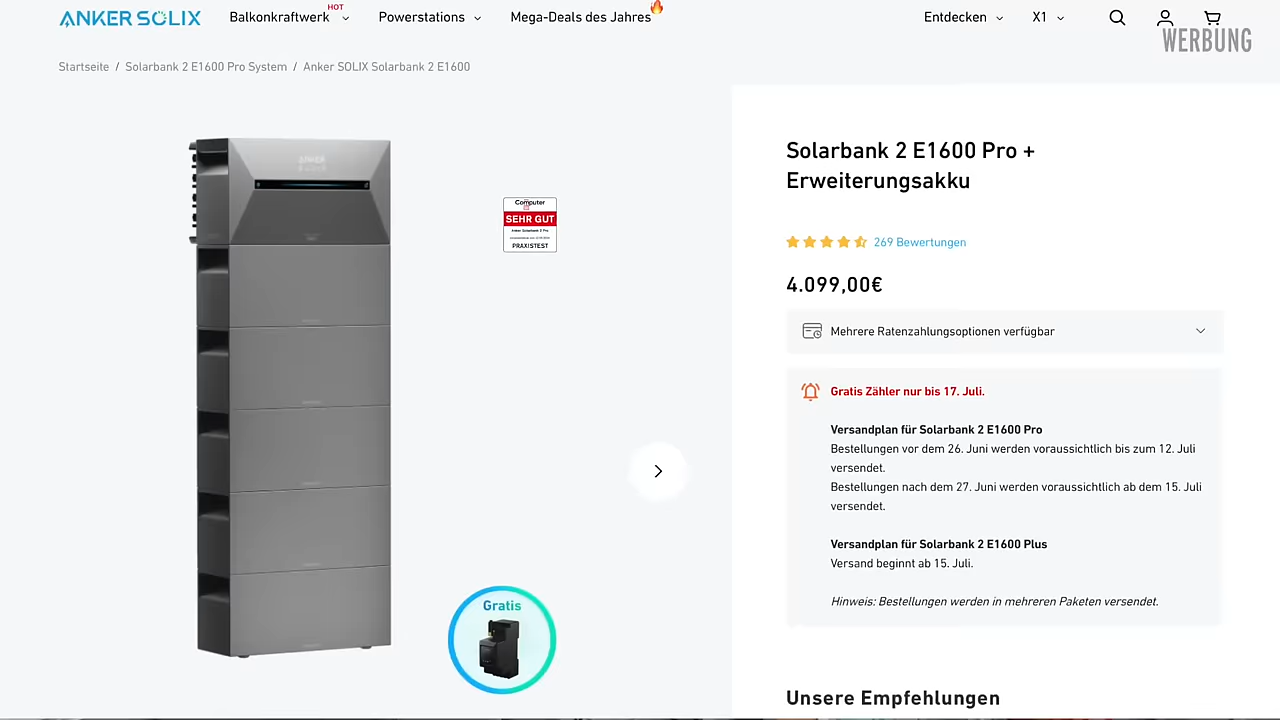 ANKER SOLIX
Balkonkraftwerk
HOT
Powerstations
Mega-Deals des Jahres
Entdecken
X1
WERBUNG
Startseite / Solarbank 2 E1600 Pro System / Anker SOLIX Solarbank 2 E1600
ANKER
Computer
SEHR GUT
Anker Solarbank 2 Pro
PRAXISTEST
Gratis
Solarbank 2 E1600 Pro +
Erweiterungsakku
269 Bewertungen
4.099,00€
Mehrere Ratenzahlungsoptionen verfügbar
Gratis Zähler nur bis 17. Juli.
Versandplan für Solarbank 2 E1600 Pro
Bestellungen vor dem 26. Juni werden voraussichtlich bis zum 12. Juli
versendet.
Bestellungen nach dem 27. Juni werden voraussichtlich ab dem 15. Juli
versendet.
Versandplan für Solarbank 2 E1600 Plus
Versand beginnt ab 15. Juli.
Hinweis: Bestellungen werden in mehreren Paketen versendet.
Unsere Empfehlungen